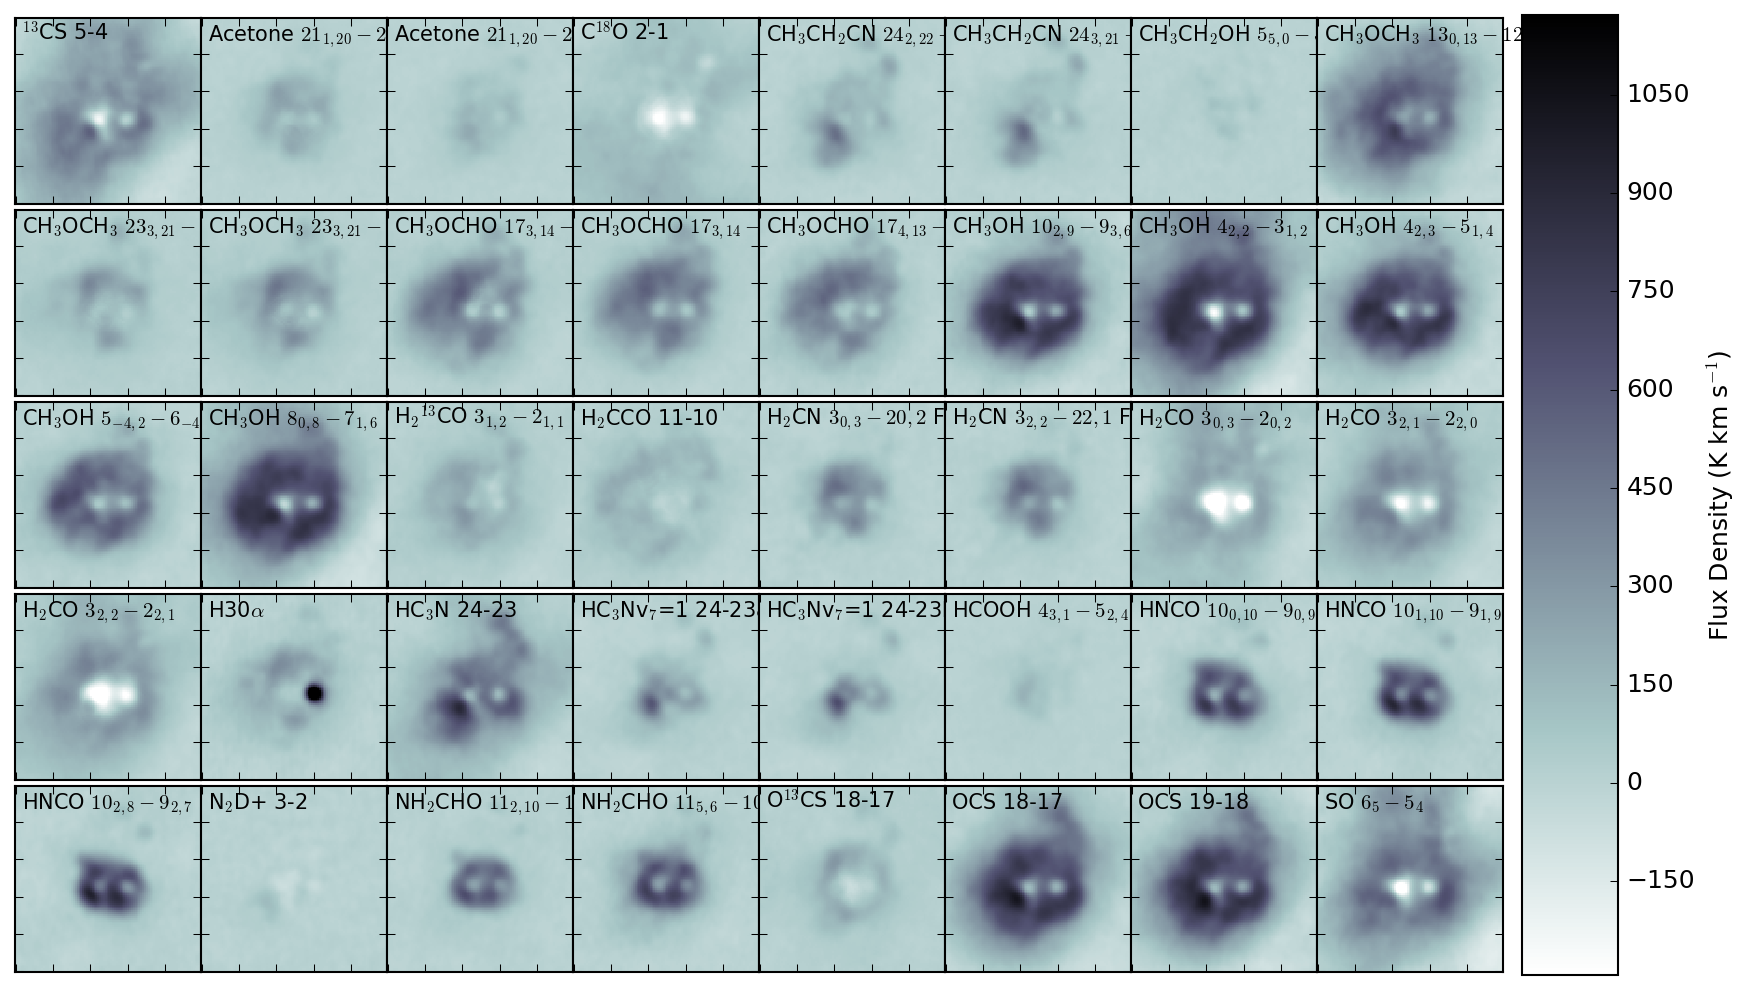 ¹³CS 5-4
Acetone 21₁,₂₀ − 2
Acetone 21₁,₂₀ − 2
C¹⁸O 2-1
CH₃CH₂CN 24₂,₂₂ −
CH₃CH₂CN 24₃,₂₁ −
CH₃CH₂OH 5₅,₀ −
CH₃OCH₃ 13₀,₁₃ − 12
CH₃OCH₃ 23₃,₂₁ −
CH₃OCH₃ 23₃,₂₁ −
CH₃OCHO 17₃,₁₄ −
CH₃OCHO 17₃,₁₄ −
CH₃OCHO 17₄,₁₃ −
CH₃OH 10₂,₉ − 9₃,₆
CH₃OH 4₂,₂ − 3₁,₂
CH₃OH 4₂,₃ − 5₁,₄
CH₃OH 5₋₄,₂ − 6₋₄
CH₃OH 8₀,₈ − 7₁,₆
H₂¹³CO 3₁,₂ − 2₁,₁
H₂CCO 11-10
H₂CN 3₀,₃ − 20,2 F
H₂CN 3₂,₂ − 22,1 F
H₂CO 3₀,₃ − 2₀,₂
H₂CO 3₂,₁ − 2₂,₀
H₂CO 3₂,₂ − 2₂,₁
H30α
HC₃N 24-23
HC₃Nv₇=1 24-23
HC₃Nv₇=1 24-23
HCOOH 4₃,₁ − 5₂,₄
HNCO 10₀,₁₀ − 9₀,₉
HNCO 10₁,₁₀ − 9₁,₉
HNCO 10₂,₈ − 9₂,₇
N₂D+ 3-2
NH₂CHO 11₂,₁₀ − 1
NH₂CHO 11₅,₆ − 10
O¹³CS 18-17
OCS 18-17
OCS 19-18
SO 6₅ − 5₄
1050
900
750
600
450
300
150
0
−150
Flux Density (K km s⁻¹)